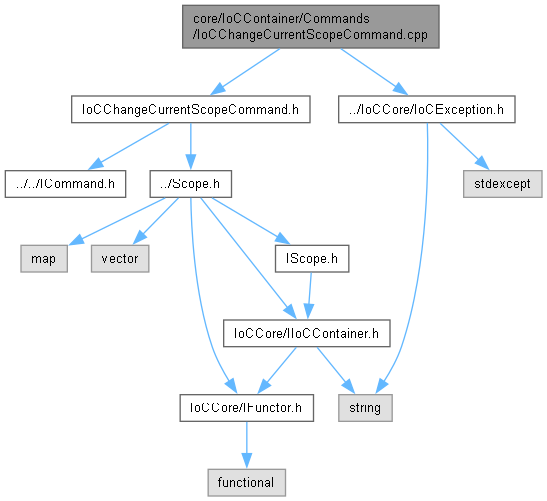 core/IoCContainer/Commands
/IoCChangeCurrentScopeCommand.cpp
IoCChangeCurrentScopeCommand.h
../IoCCore/IoCException.h
../../ICommand.h
../Scope.h
stdexcept
map
vector
IScope.h
IoCCore/IIoCContainer.h
IoCCore/IFunctor.h
string
functional